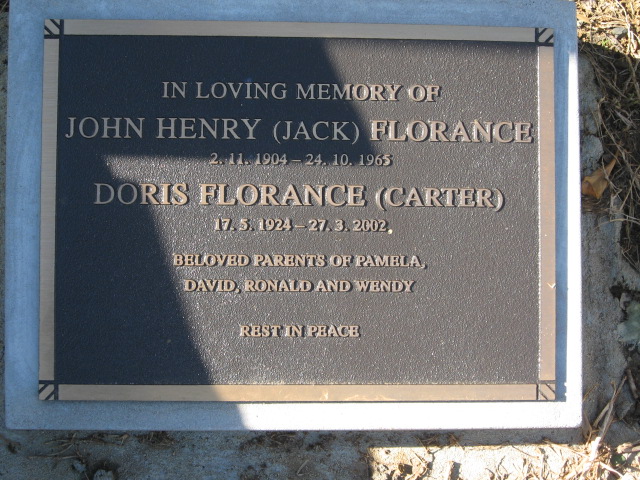 IN LOVING MEMORY OF
JOHN HENRY (JACK) FLORANCE
2. 11. 1904 – 24. 10. 1965
DORIS FLORANCE (CARTER)
17. 5. 1924 – 27. 3. 2002.
BELOVED PARENTS OF PAMELA,
DAVID, RONALD AND WENDY
REST IN PEACE